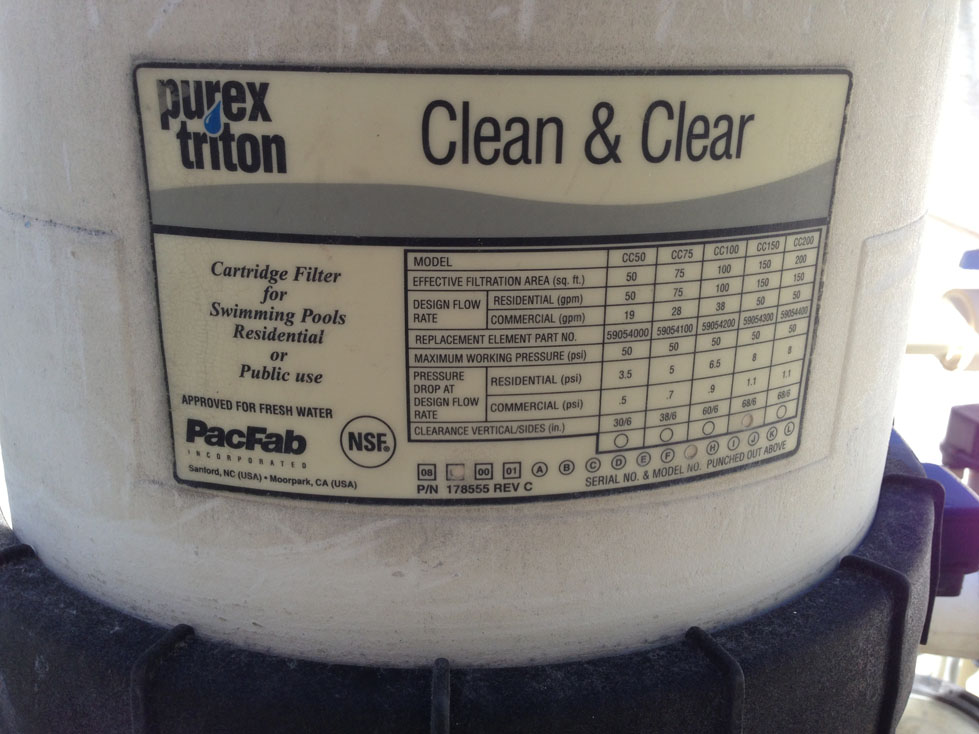 purex
triton
Clean & Clear
Cartridge Filter
for
Swimming Pools
Residential
or
Public use
APPROVED FOR FRESH WATER
PacFab
INCORPORATED
NSF®
Sanford, NC (USA) • Moorpark, CA (USA)
MODEL CC50 CC75 CC100 CC150 CC200
EFFECTIVE FILTRATION AREA (sq. ft.) 50 75 100 150 200
DESIGN FLOW RATE RESIDENTIAL (gpm) 50 75 100 150 150
COMMERCIAL (gpm) 19 28 38 50 50
REPLACEMENT ELEMENT PART NO. 59054000 59054100 59054200 59054300 59054400
MAXIMUM WORKING PRESSURE (psi) 50 50 50 50 50
PRESSURE DROP AT DESIGN FLOW RATE RESIDENTIAL (psi) 3.5 5 6.5 8 8
COMMERCIAL (psi) .5 .7 .9 1.1 1.1
CLEARANCE VERTICAL/SIDES (in.) 30/6 38/6 60/6 68/6 68/6
08 00 01 A B C D E F H I J K L
P/N 178555 REV C
SERIAL NO. & MODEL NO. PUNCHED OUT ABOVE